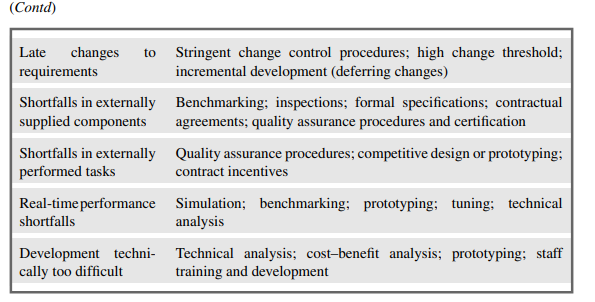 (Contd)
Late changes to requirements
Stringent change control procedures; high change threshold;
incremental development (deferring changes)
Shortfalls in externally
supplied components
Benchmarking; inspections; formal specifications; contractual
agreements; quality assurance procedures and certification
Shortfalls in externally
performed tasks
Quality assurance procedures; competitive design or prototyping;
contract incentives
Real-time performance
shortfalls
Simulation; benchmarking; prototyping; tuning; technical
analysis
Development techni-
cally too difficult
Technical analysis; cost–benefit analysis; prototyping; staff
training and development